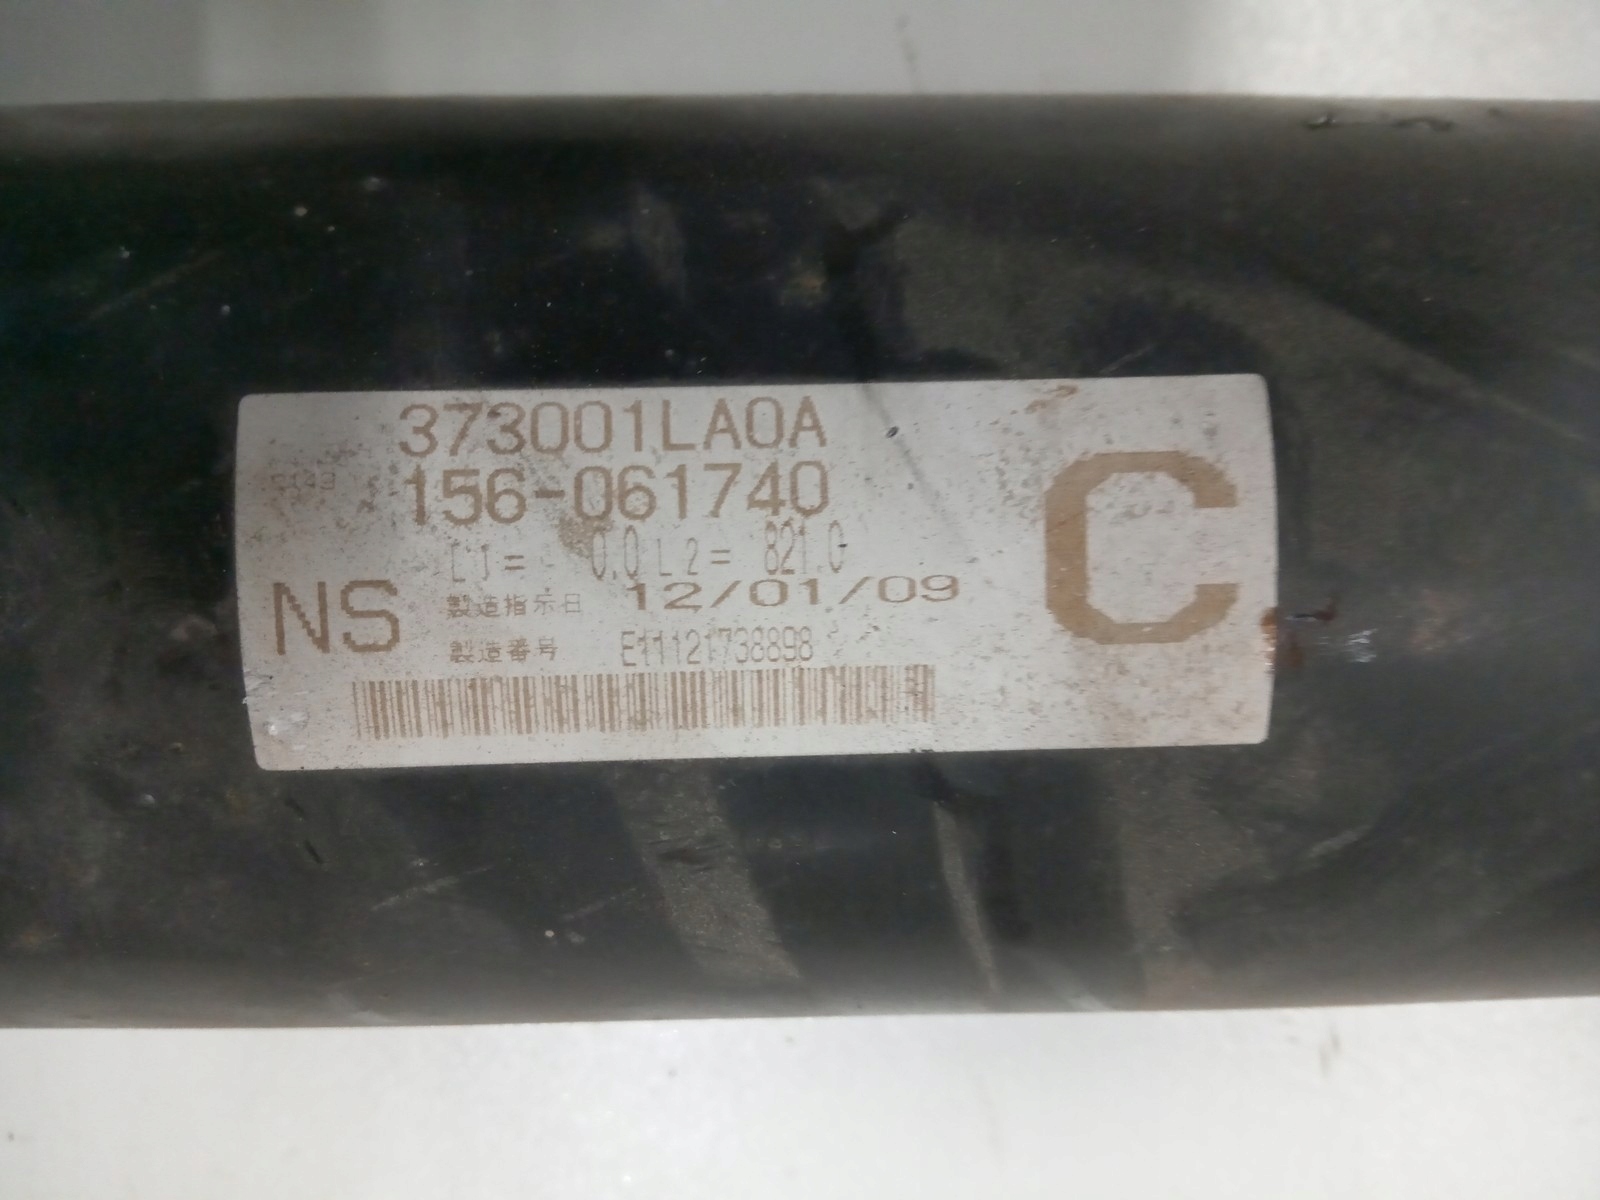 373001LA0A
156-061740
L1= 0.0 L2= 821.0
NS
製造指示日 12/01/09
製造番号 E11121738898
C